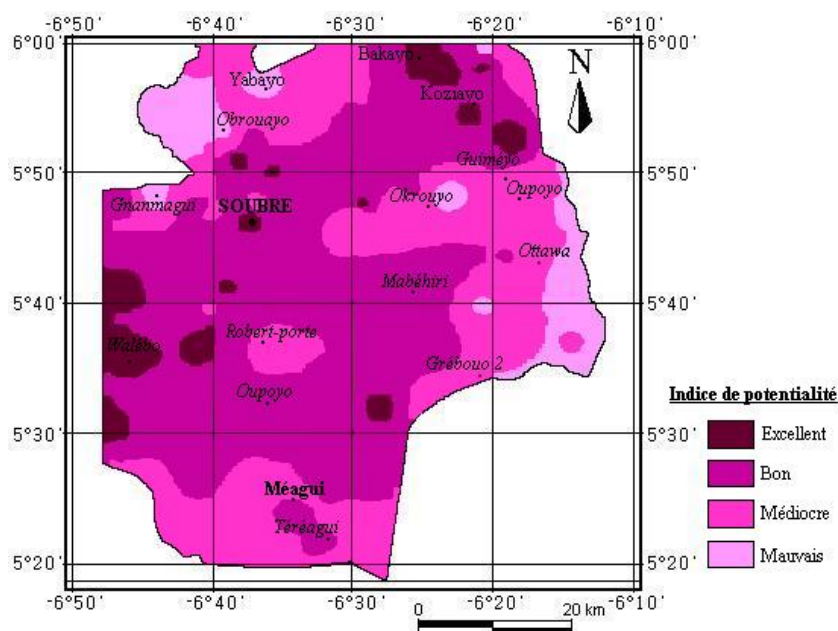 -6°50' -6°40' -6°30' -6°20' -6°10'
6°00' 6°00'
Bakayo
N
Yabayo
Koziayo
Obrouayo
Guiméyo
5°50' 5°50'
Okrouyo Oupoyo
Gnanmagui SOUBRE
Ottawa
Mabéhiri
5°40' 5°40'
Robert-porte
Walébo
Grébouo 2
Oupoyo
Indice de potentialité
Excellent
5°30' 5°30'
Bon
Méagui
Médiocre
Téréagui
Mauvais
5°20' 5°20'
-6°50' -6°40' -6°30' -6°20' -6°10'
0 20 km